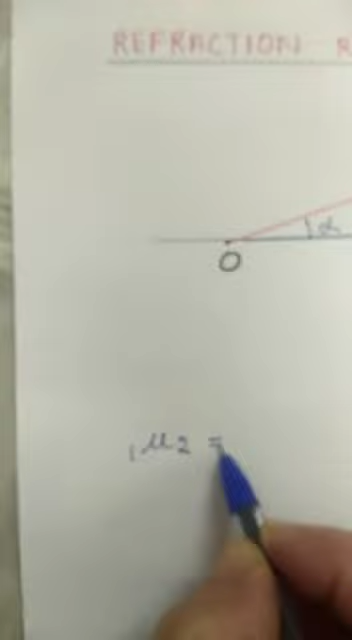 REFRACTION R
α
O
₁μ₂ =